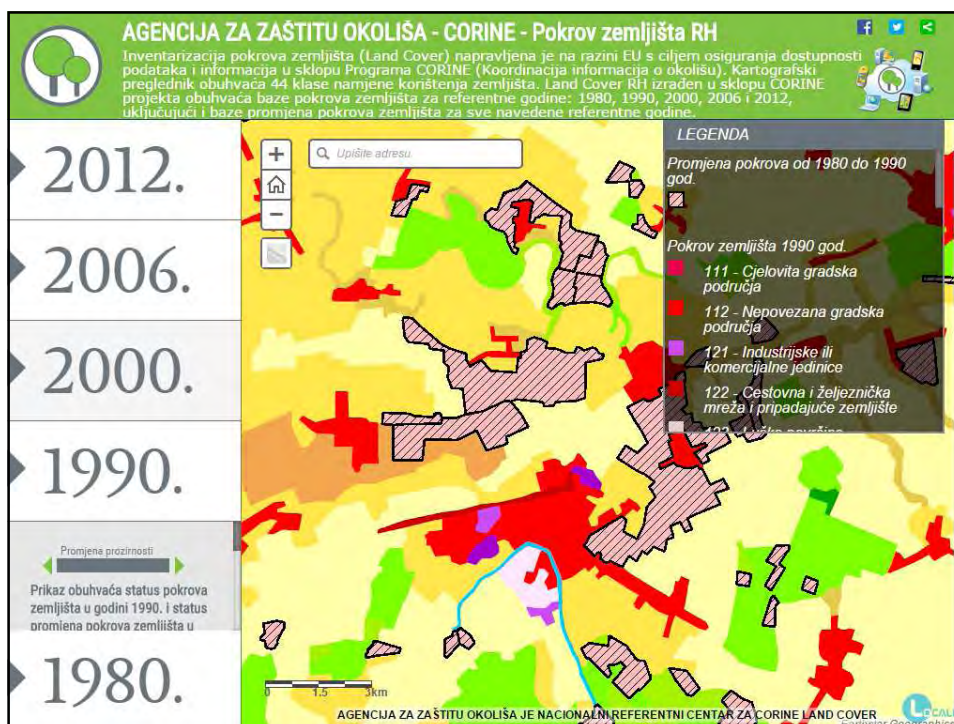 AGENCIJA ZA ZAŠTITU OKOLIŠA - CORINE - Pokrov zemljišta RH
Inventarizacija pokrova zemljišta (Land Cover) napravljena je na razini EU s ciljem osiguranja dostupnosti
podataka i informacija u sklopu Programa CORINE (Koordinacija informacija o okolišu). Kartografski
preglednik obuhvaća 44 klase namjene korištenja zemljišta. Land Cover RH izrađen u sklopu CORINE
projekta obuhvaća baze pokrova zemljišta za referentne godine: 1980, 1990, 2000, 2006 i 2012,
uključujući i baze promjena pokrova zemljišta za sve navedene referentne godine.
2012.
2006.
2000.
1990.
Promjena prozirnosti
Prikaz obuhvaća status pokrova
zemljišta u godini 1990. i status
promjena pokrova zemljišta u
1980.
+
Upišite adresu
−
LEGENDA
Promjena pokrova od 1980 do 1990
god.
Pokrov zemljišta 1990 god.
111 - Cjelovita gradska
područja
112 - Nepovezana gradska
područja
121 - Industrijske ili
komercijalne jedinice
122 - Cestovna i željeznička
mreža i pripadajuće zemljište
0 1.5 3km
AGENCIJA ZA ZAŠTITU OKOLIŠA JE NACIONALNI REFERENTNI CENTAR ZA CORINE LAND COVER